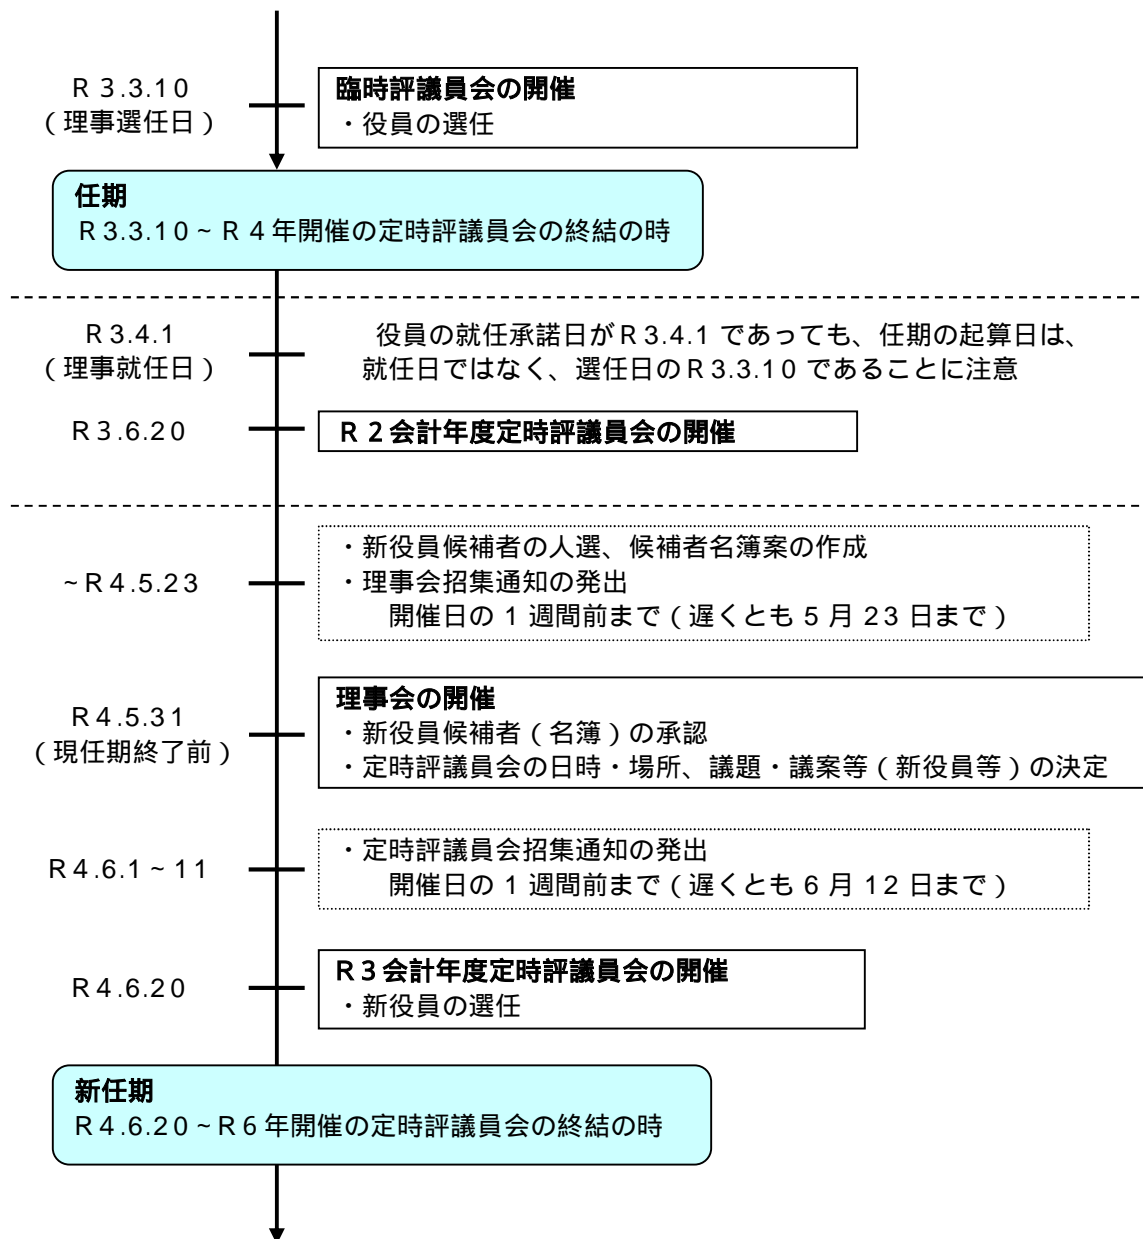 R 3.3.10
(理事選任日)
臨時評議員会の開催
・役員の選任
任期
R3.3.10~R4年開催の定時評議員会の終結の時
R3.4.1
(理事就任日)
役員の就任承諾日がR3.4.1であっても、任期の起算日は、
就任日ではなく、選任日のR3.3.10であることに注意
R3.6.20
R2会計年度定時評議員会の開催
~R4.5.23
・新役員候補者の人選、候補者名簿案の作成
・理事会招集通知の発出
開催日の1週間前まで(遅くとも5月23日まで)
R4.5.31
(現任期終了前)
理事会の開催
・新役員候補者(名簿)の承認
・定時評議員会の日時・場所、議題・議案等(新役員等)の決定
R4.6.1~11
・定時評議員会招集通知の発出
開催日の1週間前まで(遅くとも6月12日まで)
R4.6.20
R3会計年度定時評議員会の開催
・新役員の選任
新任期
R4.6.20~R6年開催の定時評議員会の終結の時